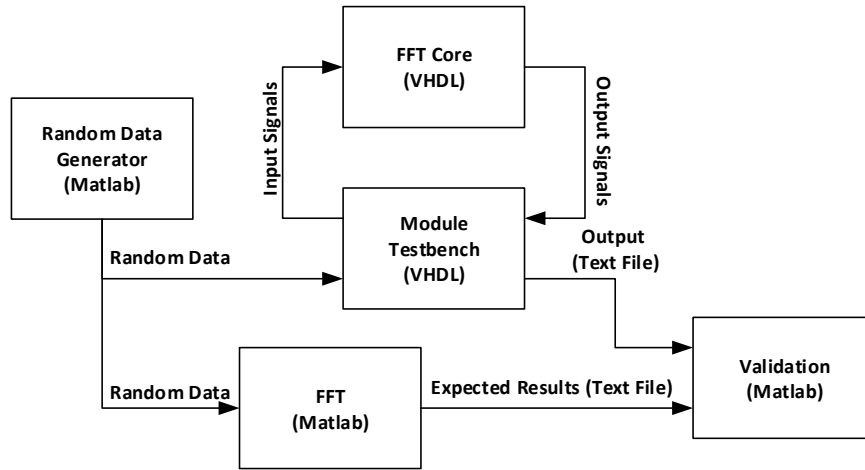 FFT Core
(VHDL)
Input Signals
Output Signals
Random Data
Generator
(Matlab)
Module
Testbench
(VHDL)
Random Data
Output
(Text File)
Random Data
FFT
(Matlab)
Expected Results (Text File)
Validation
(Matlab)